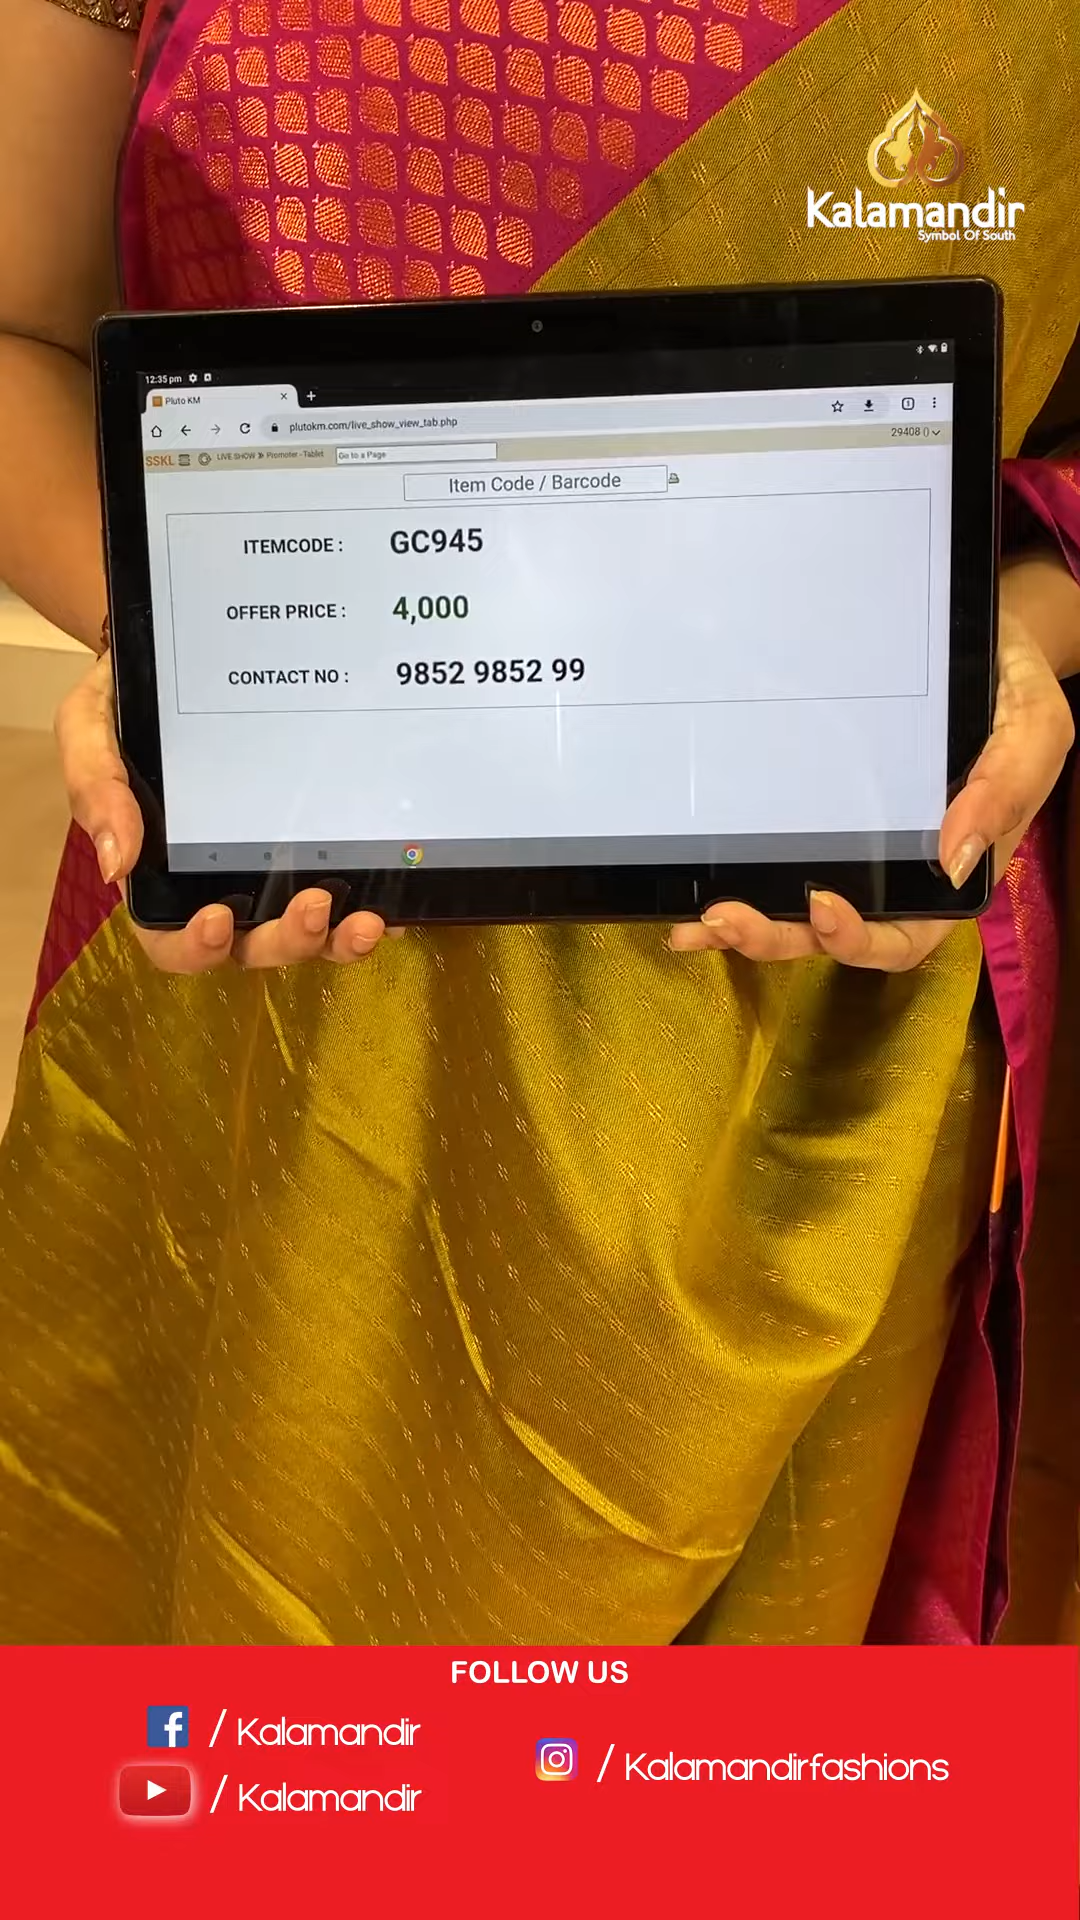 Kalamandir
Symbol Of South
12:35 pm
Pluto KM
plutokm.com/live_show_view_tab.php
29408 ()
SSKL
LIVE SHOW » Promoter - Tablet
Go to a Page
Item Code / Barcode
ITEMCODE : GC945
OFFER PRICE : 4,000
CONTACT NO : 9852 9852 99
FOLLOW US
/ Kalamandir
/ Kalamandirfashions
/ Kalamandir